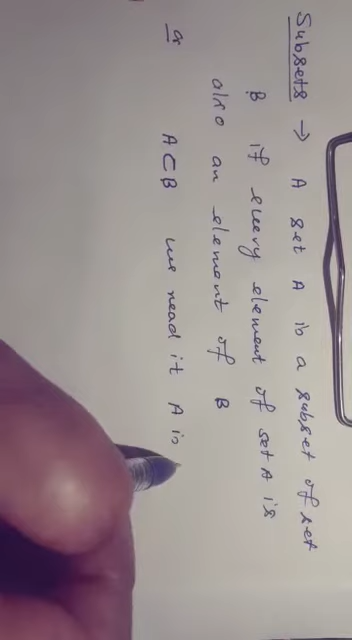 Subsets → A set A is a subset of set
B if every element of set A is
also an element of B
A⊂B we read it A is